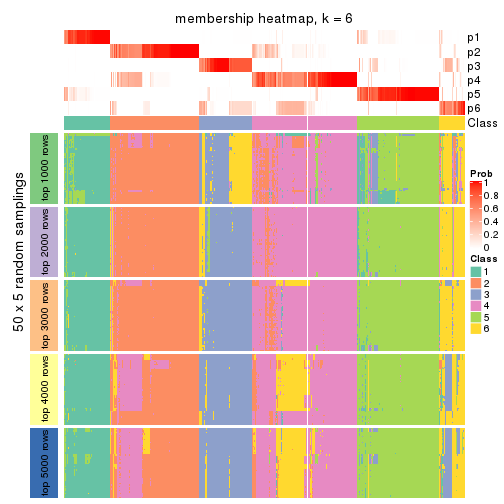 membership heatmap, k = 6
p1
p2
p3
p4
p5
p6
Class
50 x 5 random samplings
top 1000 rows
top 2000 rows
top 3000 rows
top 4000 rows
top 5000 rows
Prob
1
0.8
0.6
0.4
0.2
0
Class
1
2
3
4
5
6